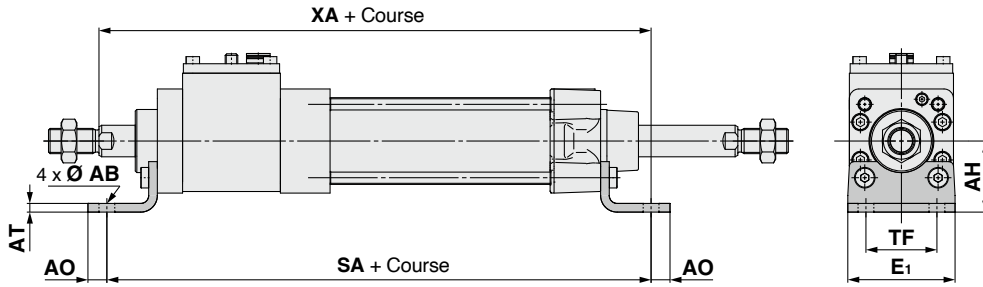 XA + Course
4 x Ø AB
AT
AO
SA + Course
AO
AH
TF
E1